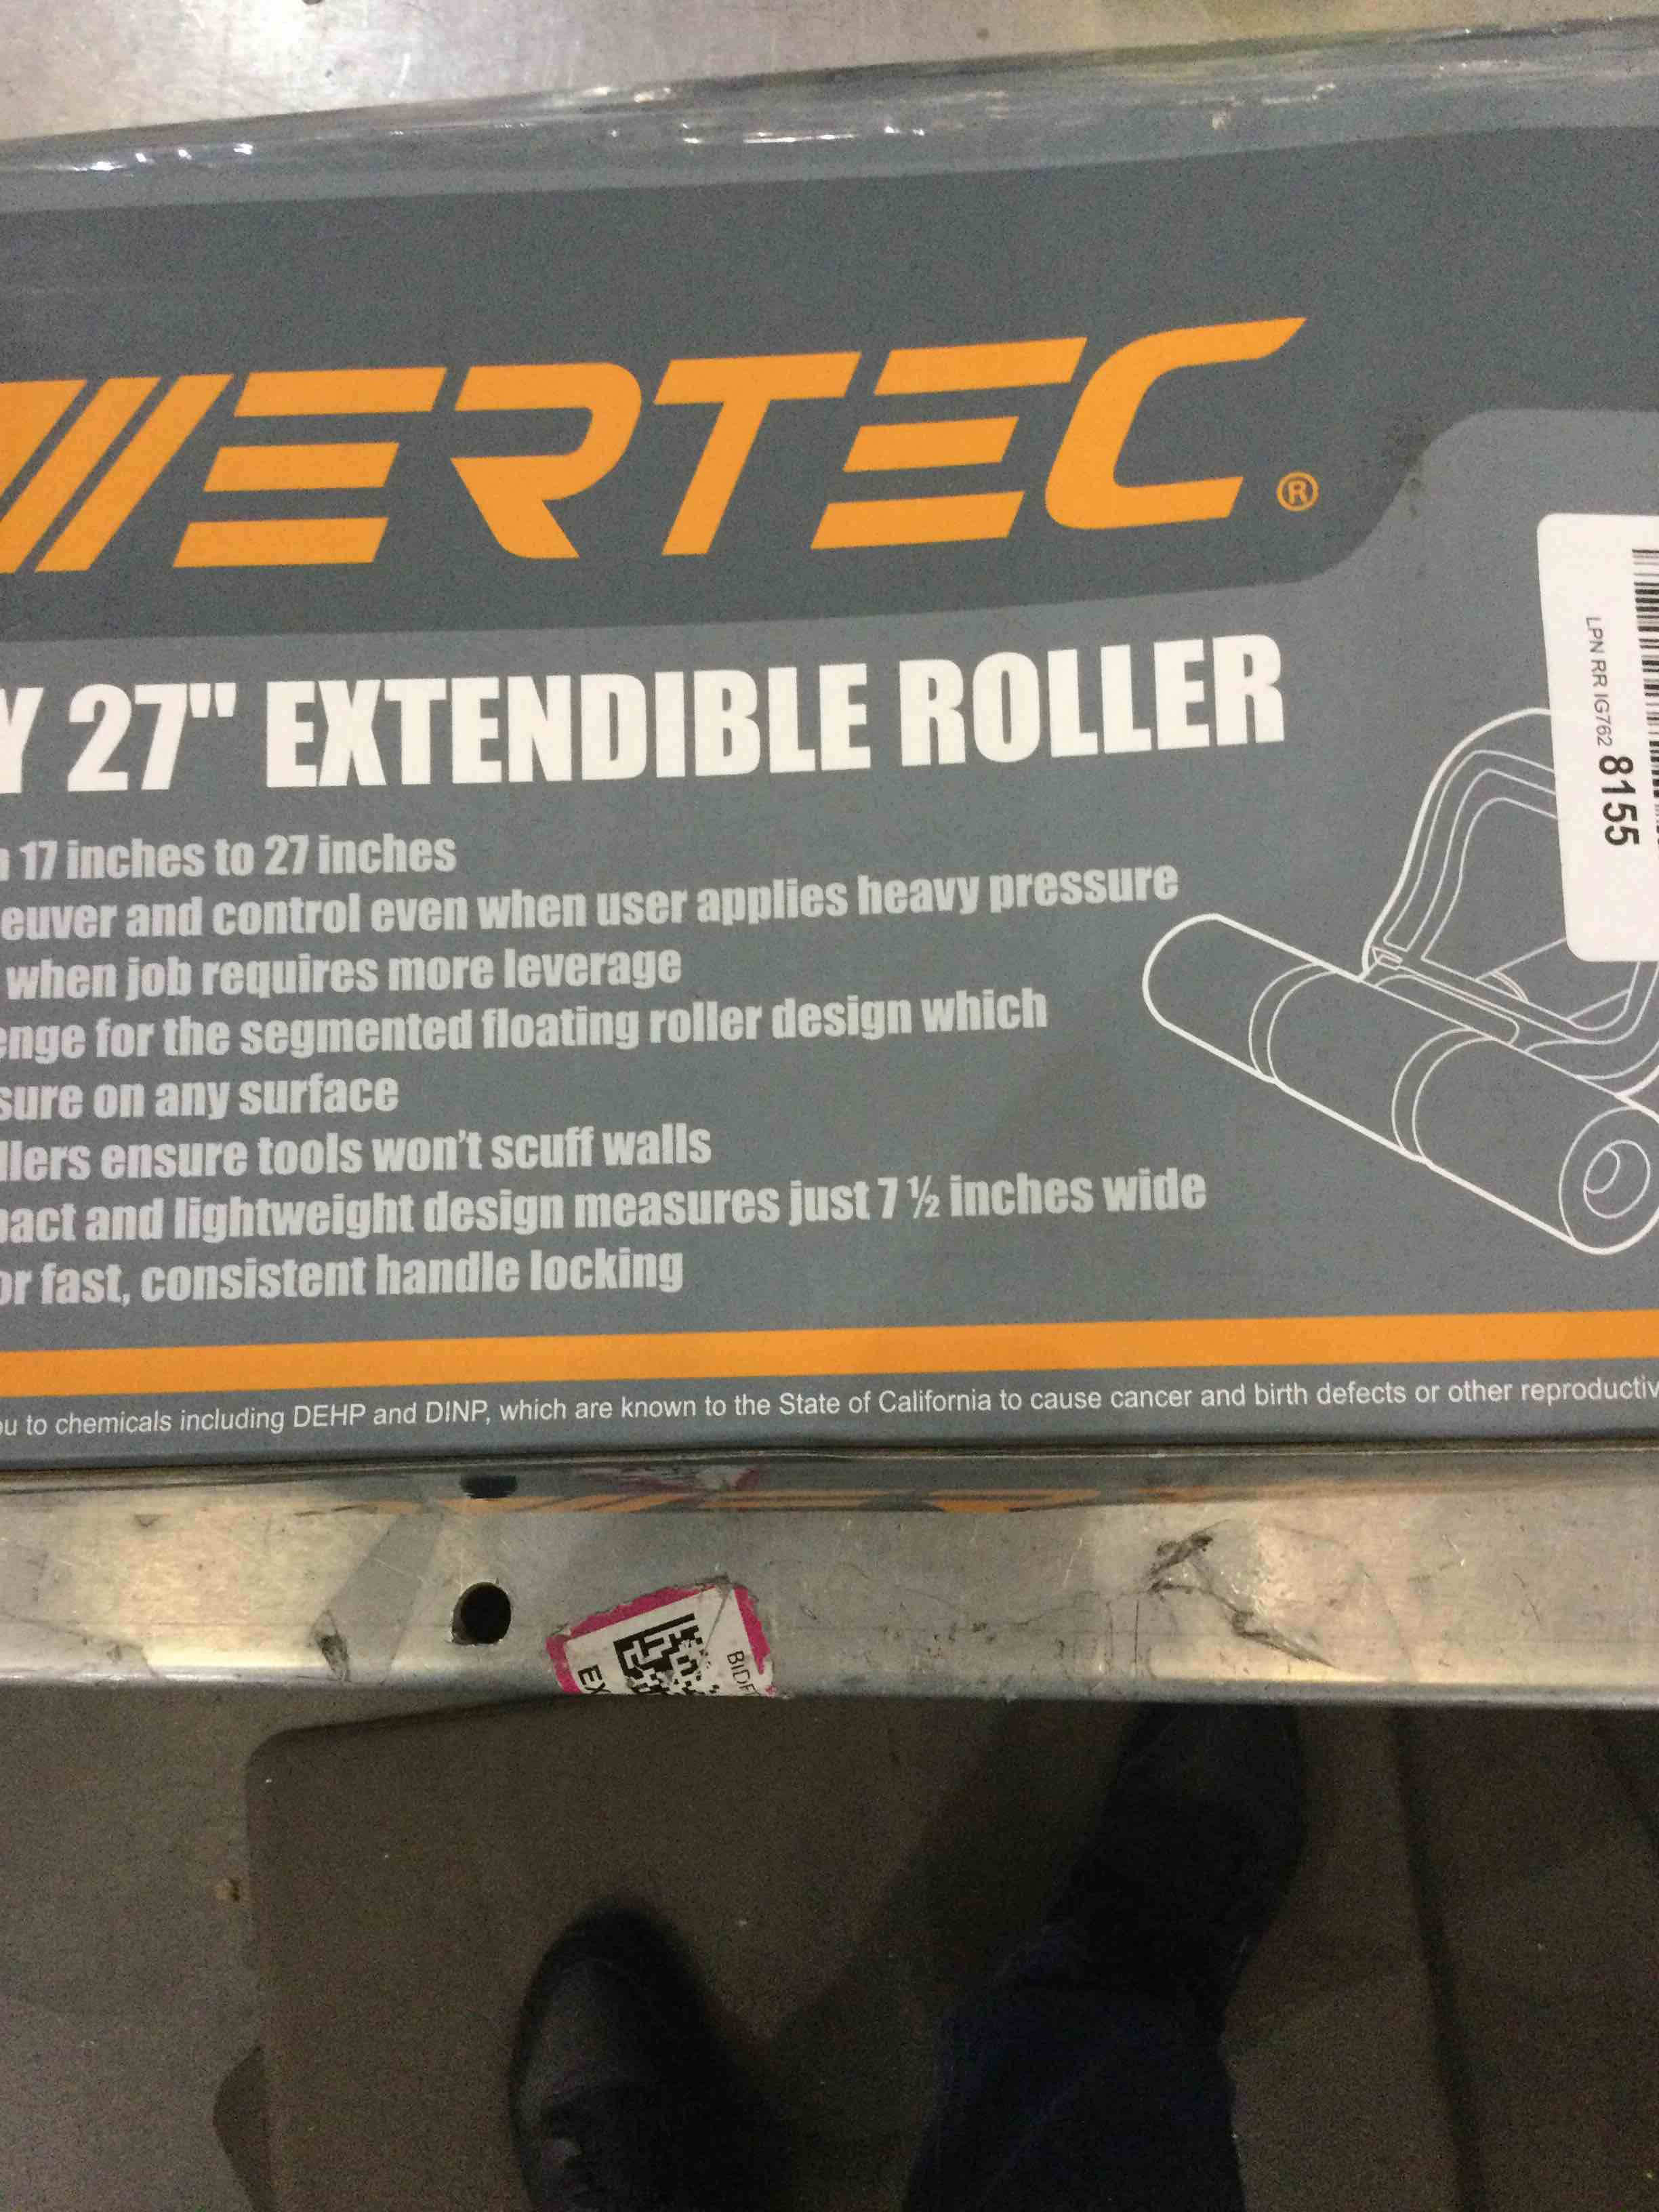 WERTEC®
Y 27" EXTENDIBLE ROLLER
17 inches to 27 inches
euver and control even when user applies heavy pressure
when job requires more leverage
enge for the segmented floating roller design which
sure on any surface
llers ensure tools won't scuff walls
pact and lightweight design measures just 7 ½ inches wide
or fast, consistent handle locking
LPN RR IG762 8155
ou to chemicals including DEHP and DINP, which are known to the State of California to cause cancer and birth defects or other reproductiv
EX